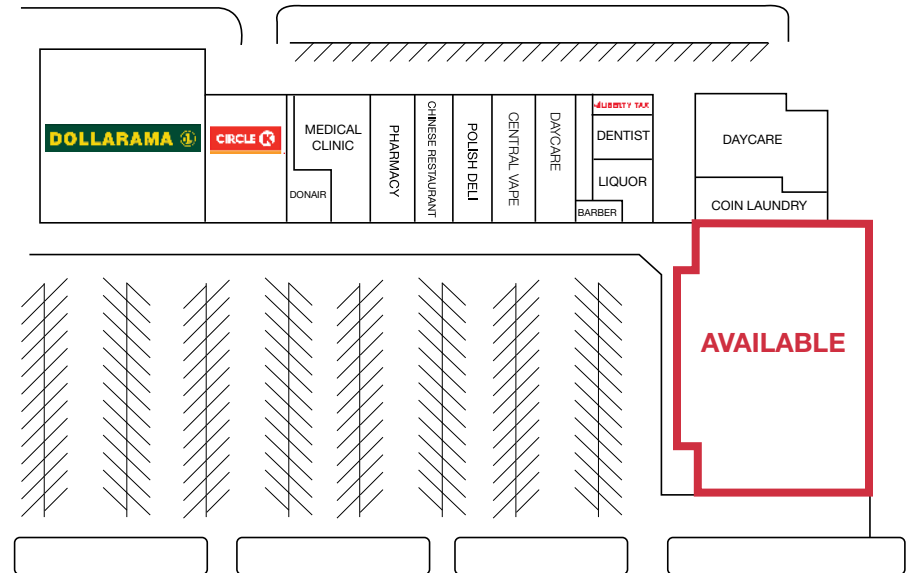 DOLLARAMA
CIRCLE K
MEDICAL
CLINIC
DONAIR
PHARMACY
CHINESE RESTAURANT
POLISH DELI
CENTRAL VAPE
DAYCARE
BARBER
LIBERTY TAX
DENTIST
LIQUOR
DAYCARE
COIN LAUNDRY
AVAILABLE